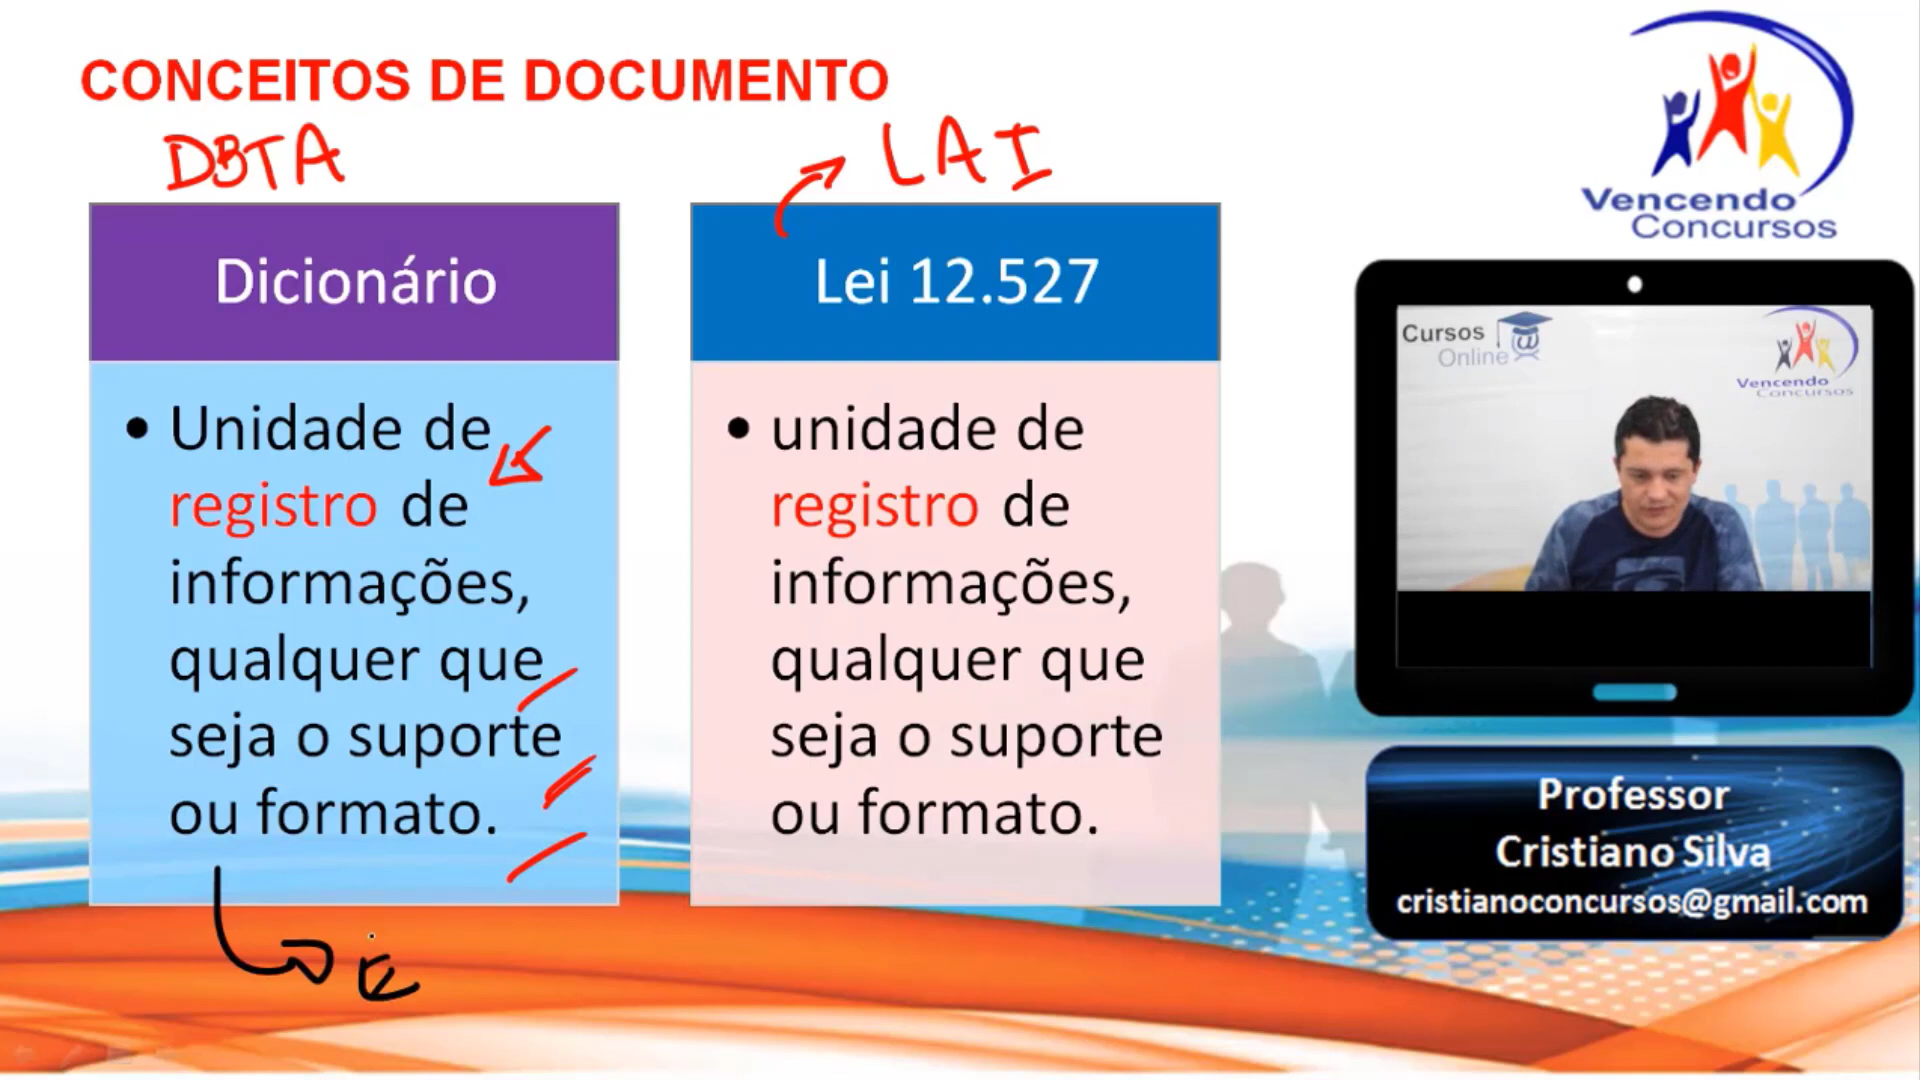 CONCEITOS DE DOCUMENTO
DBTA
LAI
Dicionário
• Unidade de
registro de
informações,
qualquer que
seja o suporte
ou formato.
Lei 12.527
• unidade de
registro de
informações,
qualquer que
seja o suporte
ou formato.
Vencendo
Concursos
Cursos
Online
Vencendo
Concursos
Professor
Cristiano Silva
cristianoconcursos@gmail.com